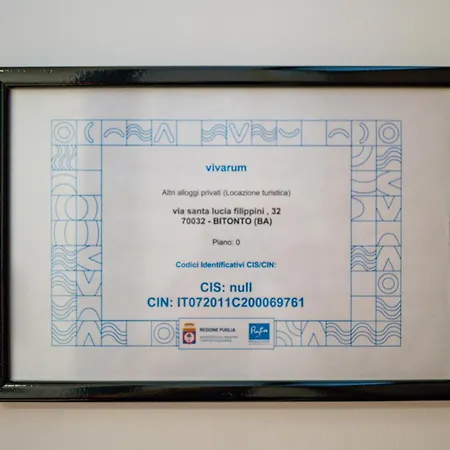 vivarum
Altri alloggi privati (Locazione turistica)
via santa lucia filippini , 32
70032 - BITONTO (BA)
Piano: 0
Codici Identificativi CIS/CIN:
CIS: null
CIN: IT072011C200069761
REGIONE PUGLIA